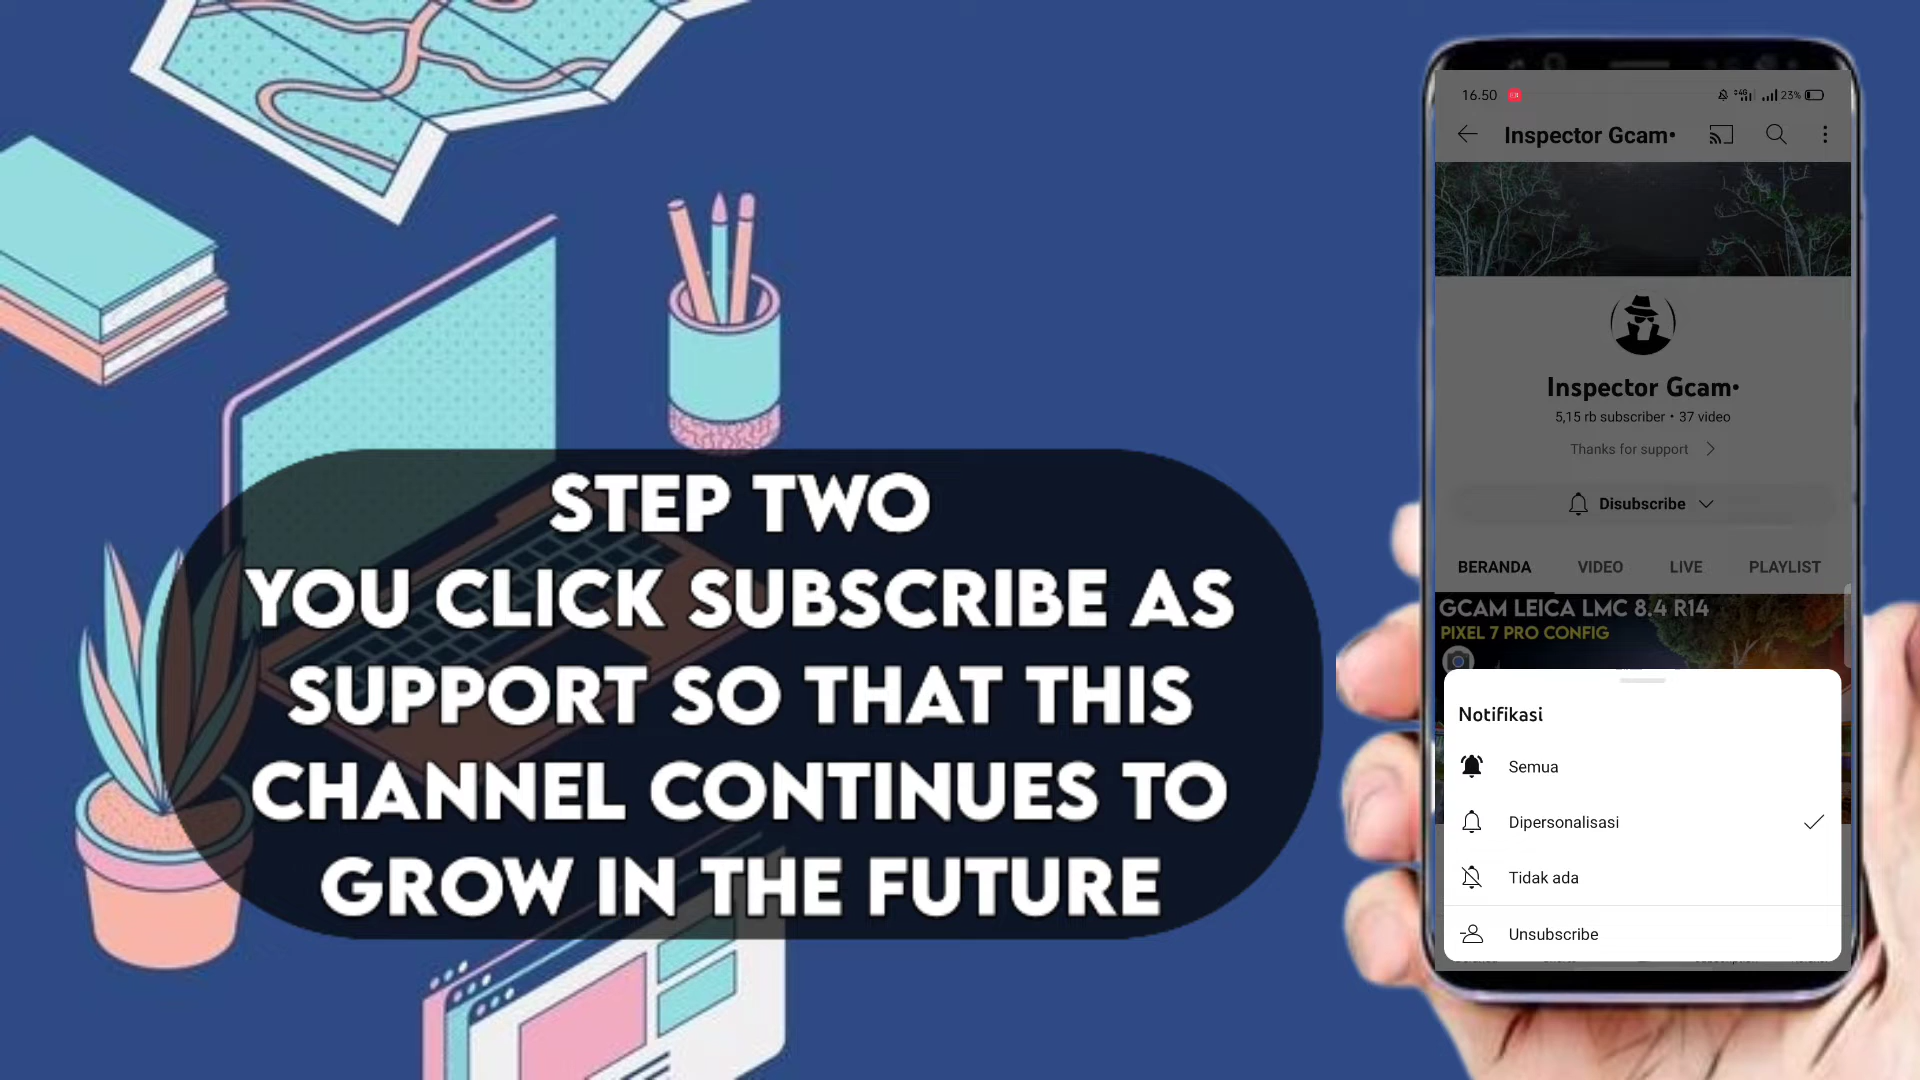 STEP TWO
YOU CLICK SUBSCRIBE AS
SUPPORT SO THAT THIS
CHANNEL CONTINUES TO
GROW IN THE FUTURE
16.50
23%
Inspector Gcam•
Inspector Gcam•
5,15 rb subscriber • 37 video
Thanks for support
Disubscribe
BERANDA VIDEO LIVE PLAYLIST
GCAM LEICA LMC 8.4 R14
PIXEL 7 PRO CONFIG
Notifikasi
Semua
Dipersonalisasi
Tidak ada
Unsubscribe